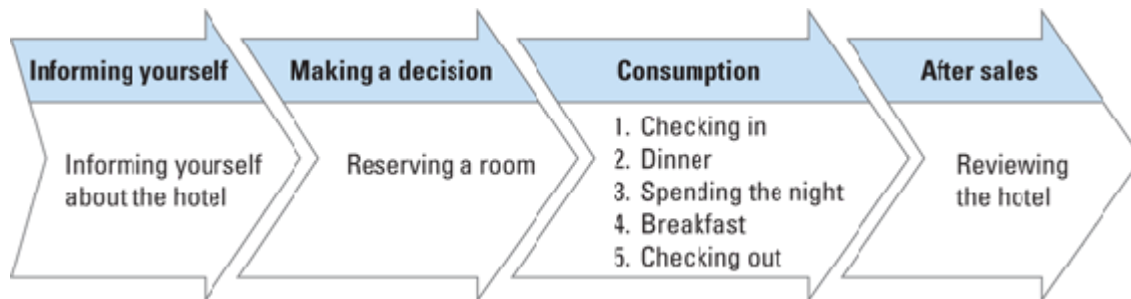 Informing yourself
Informing yourself
about the hotel
Making a decision
Reserving a room
Consumption
1. Checking in
2. Dinner
3. Spending the night
4. Breakfast
5. Checking out
After sales
Reviewing
the hotel